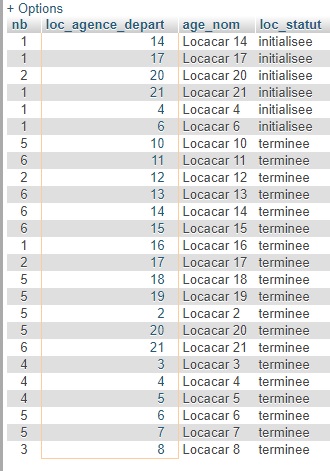 + Options
nb loc_agence_depart age_nom loc_statut
1 14 Locacar 14 initialisee
1 17 Locacar 17 initialisee
2 20 Locacar 20 initialisee
1 21 Locacar 21 initialisee
1 4 Locacar 4 initialisee
1 6 Locacar 6 initialisee
5 10 Locacar 10 terminee
6 11 Locacar 11 terminee
2 12 Locacar 12 terminee
6 13 Locacar 13 terminee
6 14 Locacar 14 terminee
6 15 Locacar 15 terminee
1 16 Locacar 16 terminee
2 17 Locacar 17 terminee
5 18 Locacar 18 terminee
5 19 Locacar 19 terminee
5 2 Locacar 2 terminee
5 20 Locacar 20 terminee
6 21 Locacar 21 terminee
4 3 Locacar 3 terminee
4 4 Locacar 4 terminee
4 5 Locacar 5 terminee
5 6 Locacar 6 terminee
5 7 Locacar 7 terminee
3 8 Locacar 8 terminee